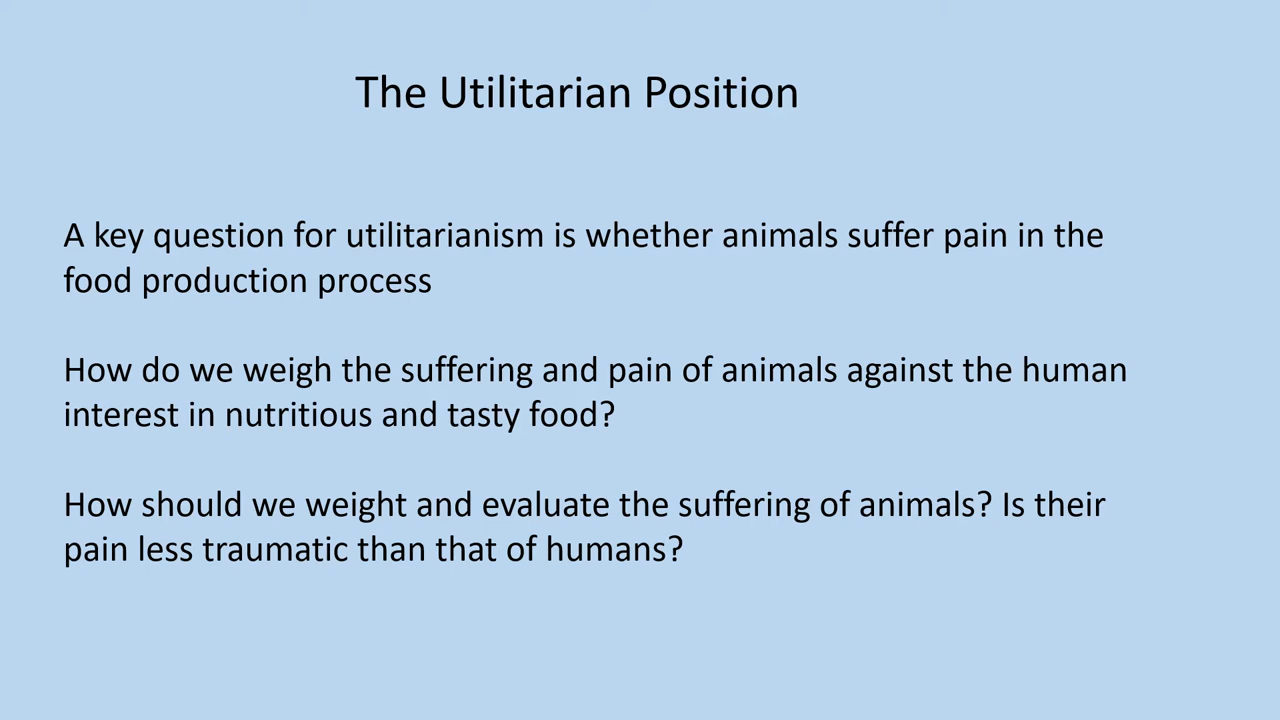 The Utilitarian Position
A key question for utilitarianism is whether animals suffer pain in the
food production process
How do we weigh the suffering and pain of animals against the human
interest in nutritious and tasty food?
How should we weight and evaluate the suffering of animals? Is their
pain less traumatic than that of humans?